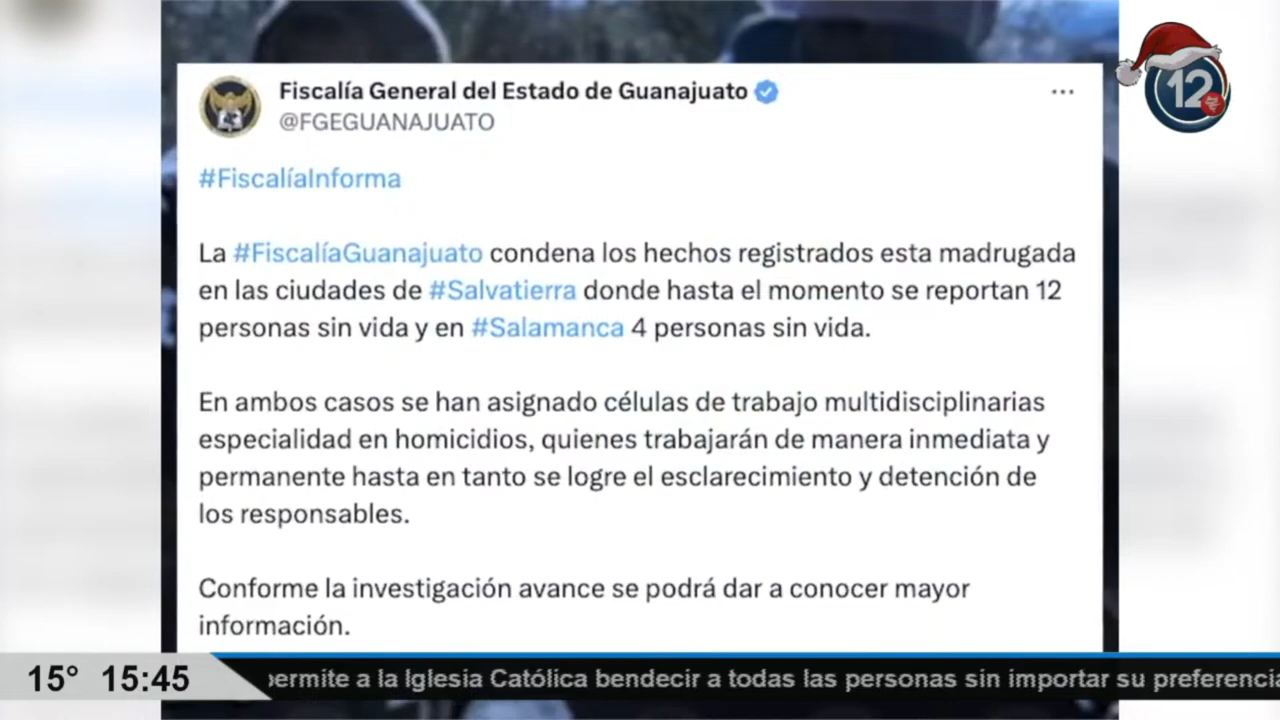 Fiscalía General del Estado de Guanajuato
@FGEGUANAJUATO
12
#FiscalíaInforma
La #FiscalíaGuanajuato condena los hechos registrados esta madrugada
en las ciudades de #Salvatierra donde hasta el momento se reportan 12
personas sin vida y en #Salamanca 4 personas sin vida.
En ambos casos se han asignado células de trabajo multidisciplinarias
especialidad en homicidios, quienes trabajarán de manera inmediata y
permanente hasta en tanto se logre el esclarecimiento y detención de
los responsables.
Conforme la investigación avance se podrá dar a conocer mayor
información.
15° 15:45
permite a la Iglesia Católica bendecir a todas las personas sin importar su preferencia